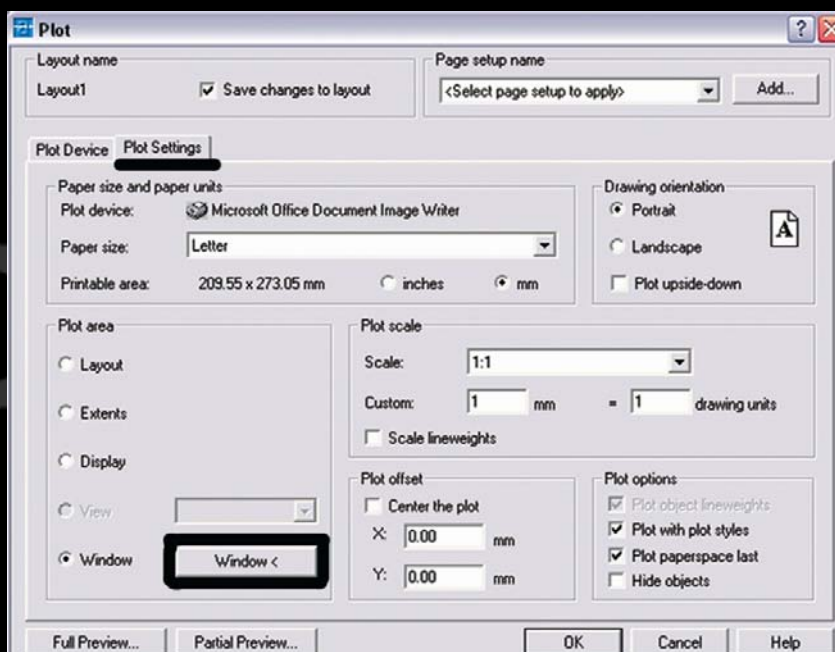 Plot
Layout name
Layout1
Save changes to layout
Page setup name
<Select page setup to apply>
Add...
Plot Device
Plot Settings
Paper size and paper units
Plot device:
Microsoft Office Document Image Writer
Paper size:
Letter
Printable area:
209.55 x 273.05 mm
inches
mm
Drawing orientation
Portrait
A
Landscape
Plot upside-down
Plot area
Layout
Extents
Display
View
Window
Window <
Plot scale
Scale:
1:1
Custom:
1
mm
=
1
drawing units
Scale lineweights
Plot offset
Center the plot
X:
0.00
mm
Y:
0.00
mm
Plot options
Plot object lineweights
Plot with plot styles
Plot paperspace last
Hide objects
Full Preview...
Partial Preview...
OK
Cancel
Help